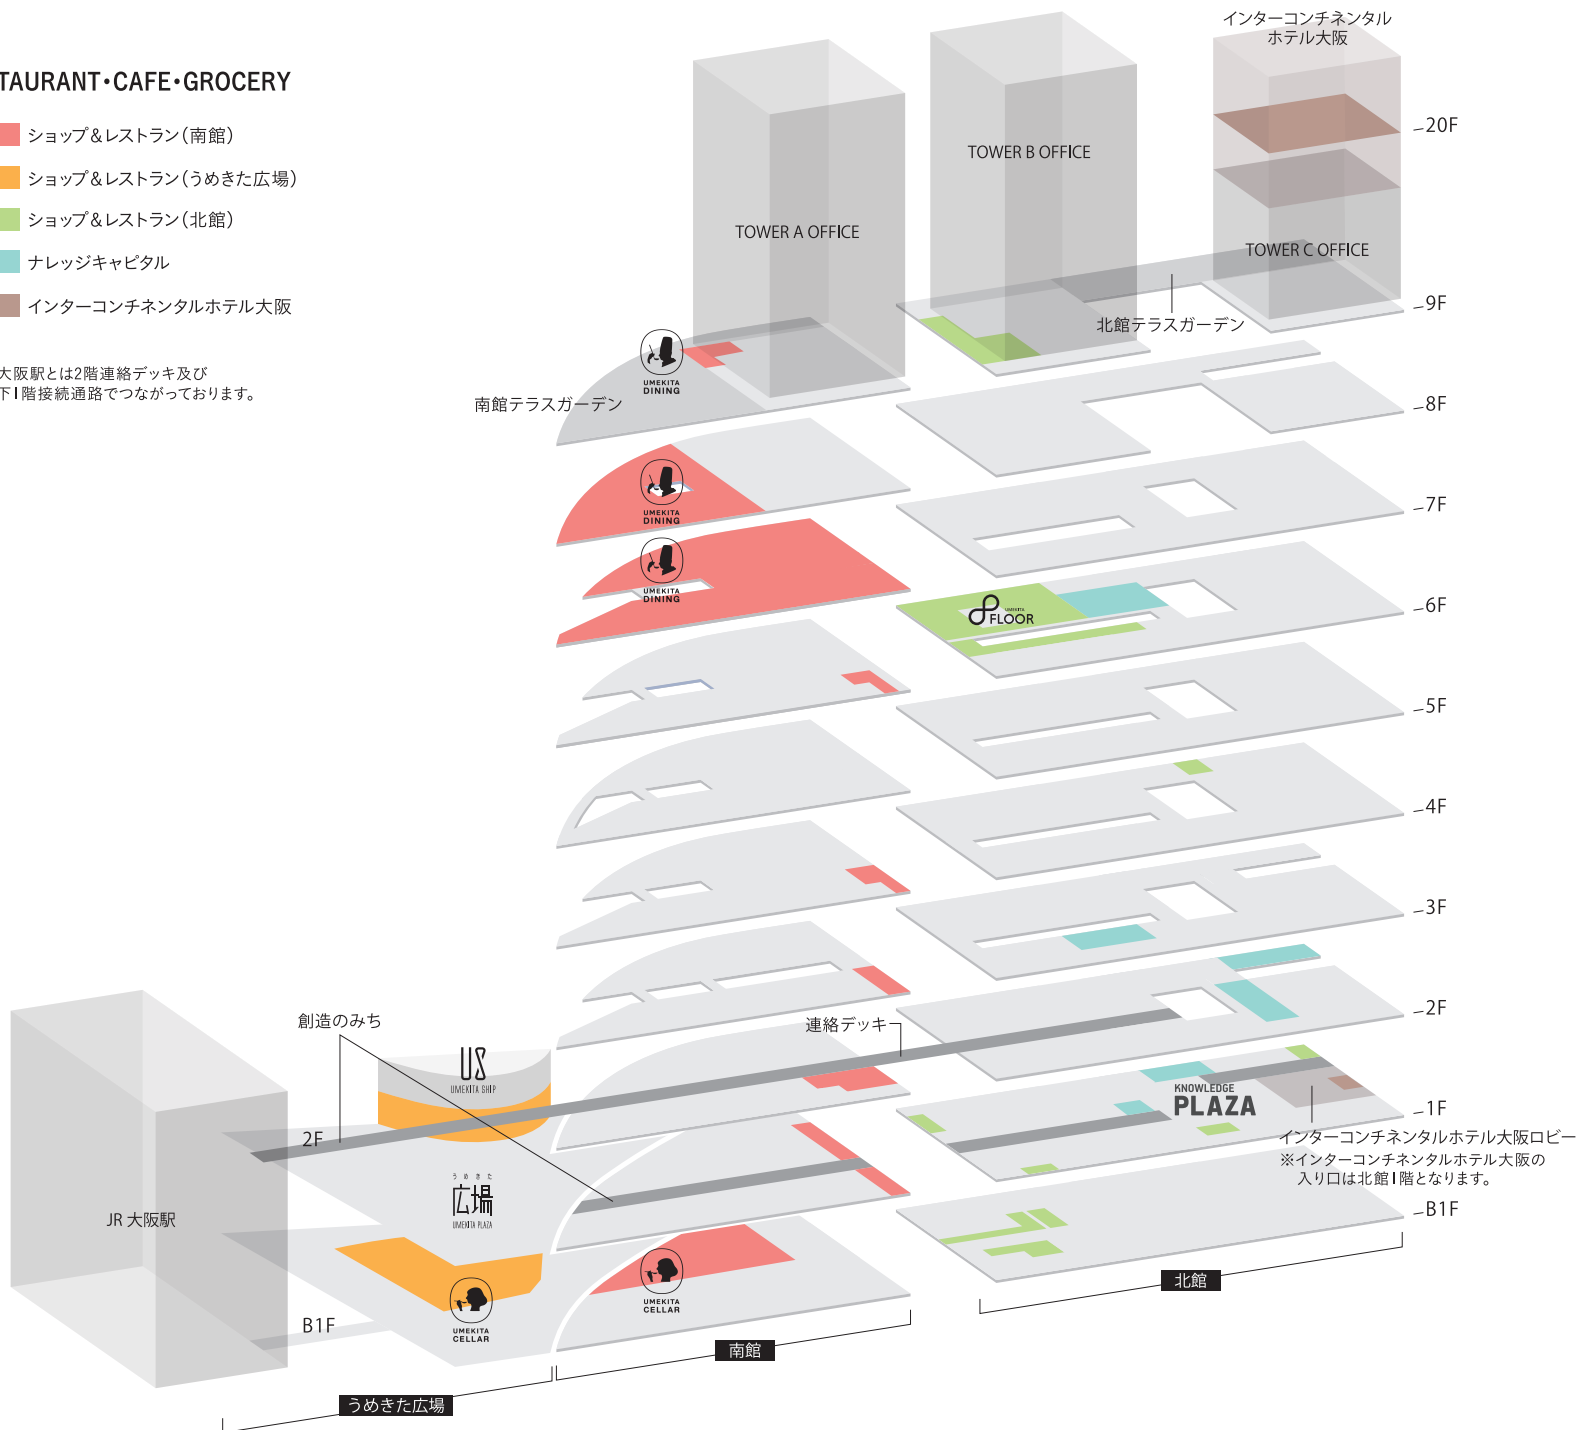 TAURANT・CAFE・GROCERY
ショップ&レストラン(南館)
ショップ&レストラン(うめきた広場)
ショップ&レストラン(北館)
ナレッジキャピタル
インターコンチネンタルホテル大阪
大阪駅とは2階連絡デッキ及び
下1階接続通路でつながっております。
インターコンチネンタル
ホテル大阪
TOWER A OFFICE
TOWER B OFFICE
TOWER C OFFICE
20F
9F
北館テラスガーデン
南館テラスガーデン
UMEKITA
DINING
8F
UMEKITA
DINING
7F
UMEKITA
DINING
UMEKITA
FLOOR
6F
5F
4F
3F
2F
創造のみち
連絡デッキ
US
UMEKITA SHIP
2F
KNOWLEDGE
PLAZA
1F
インターコンチネンタルホテル大阪ロビー
※インターコンチネンタルホテル大阪の
入り口は北館1階となります。
うめきた
広場
UMEKITA PLAZA
JR 大阪駅
B1F
UMEKITA
CELLAR
UMEKITA
CELLAR
B1F
北館
南館
うめきた広場